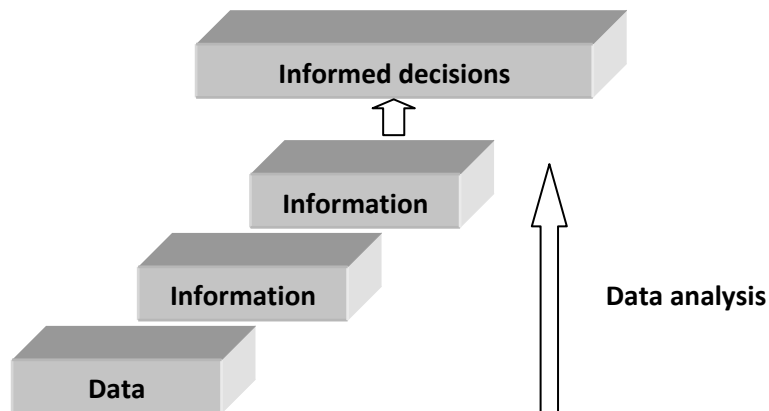 Informed decisions
Information
Information
Data analysis
Data